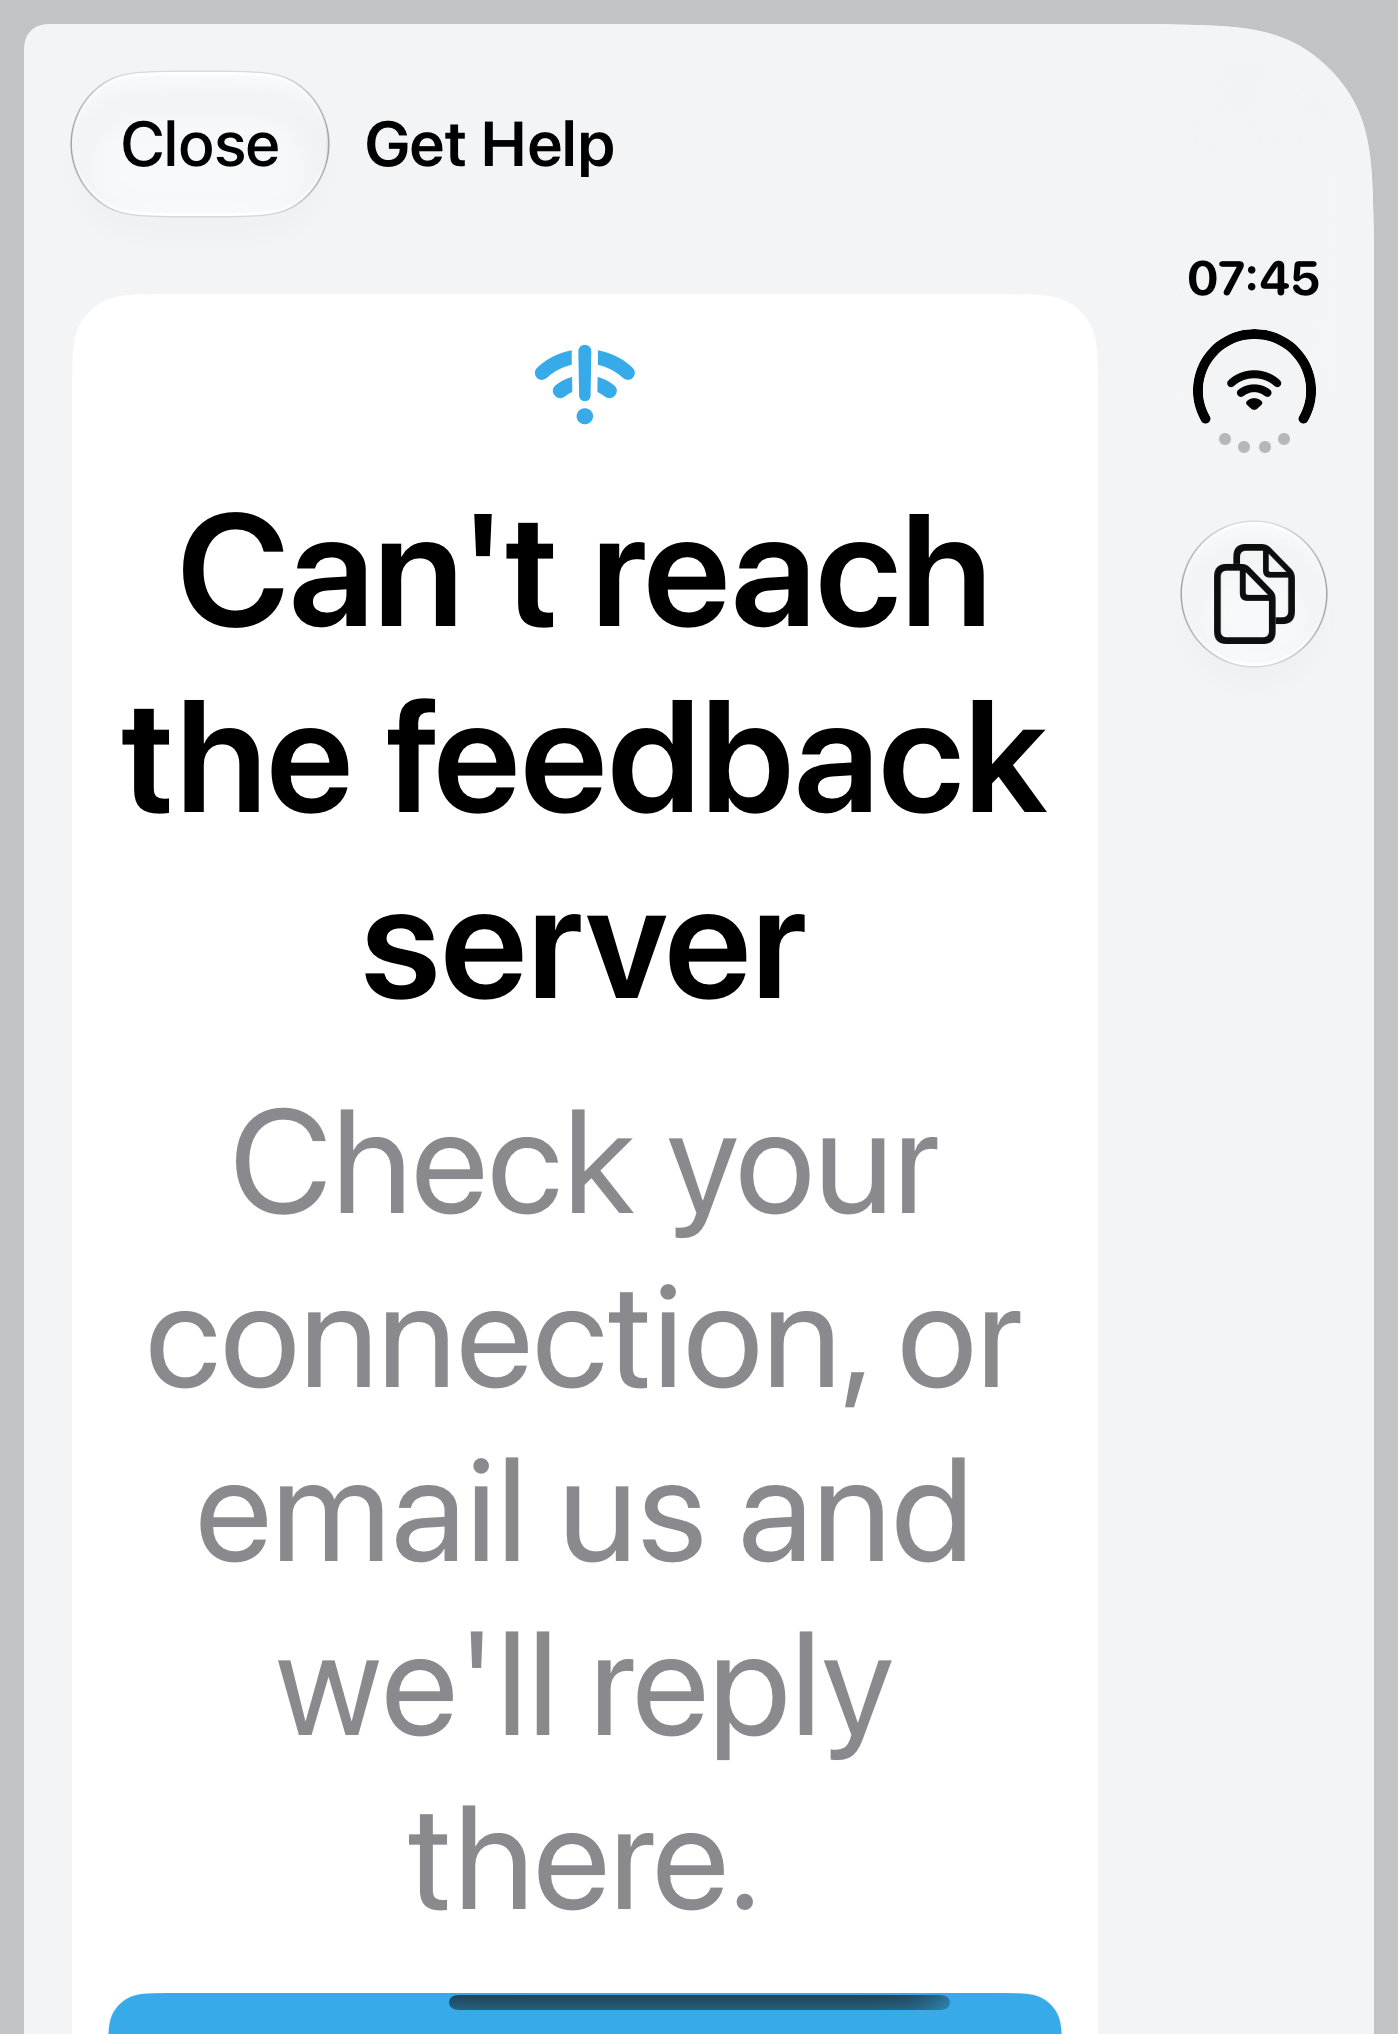 Close Get Help
07:45
Can't reach
the feedback
server
Check your
connection, or
email us and
we'll reply
there.